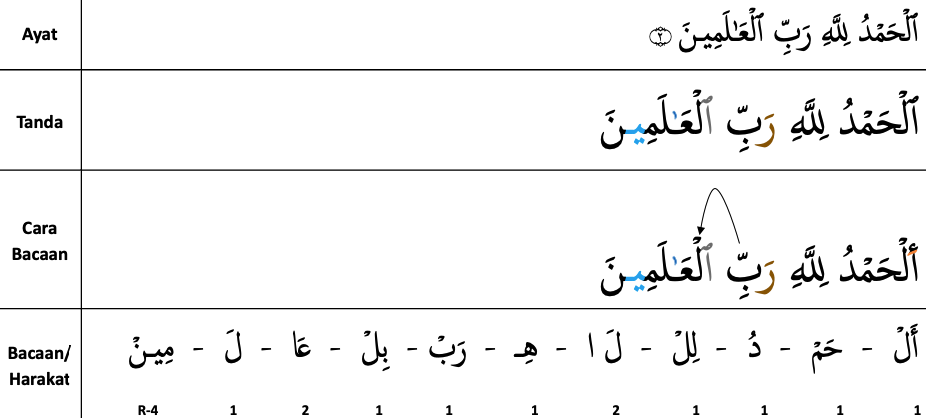 Ayat ٱلۡحَمۡدُ لِلَّهِ رَبِّ ٱلۡعَـٰلَمِينَ ٢
Tanda ٱلۡحَمۡدُ لِلَّهِ رَبِّ ٱلۡعَـٰلَمِينَ
Cara
Bacaan
أَلۡحَمۡدُ لِلَّهِ رَبِّ ٱلۡعَـٰلَمِينَ
Bacaan/
Harakat
أَلۡ - حَمۡ - دُ - لِلۡ - لَ ا - هِـ - رَبۡ - بِلۡ - عَا - لَ - مِينۡ
R-4 1 2 1 1 1 2 1 1 1 1